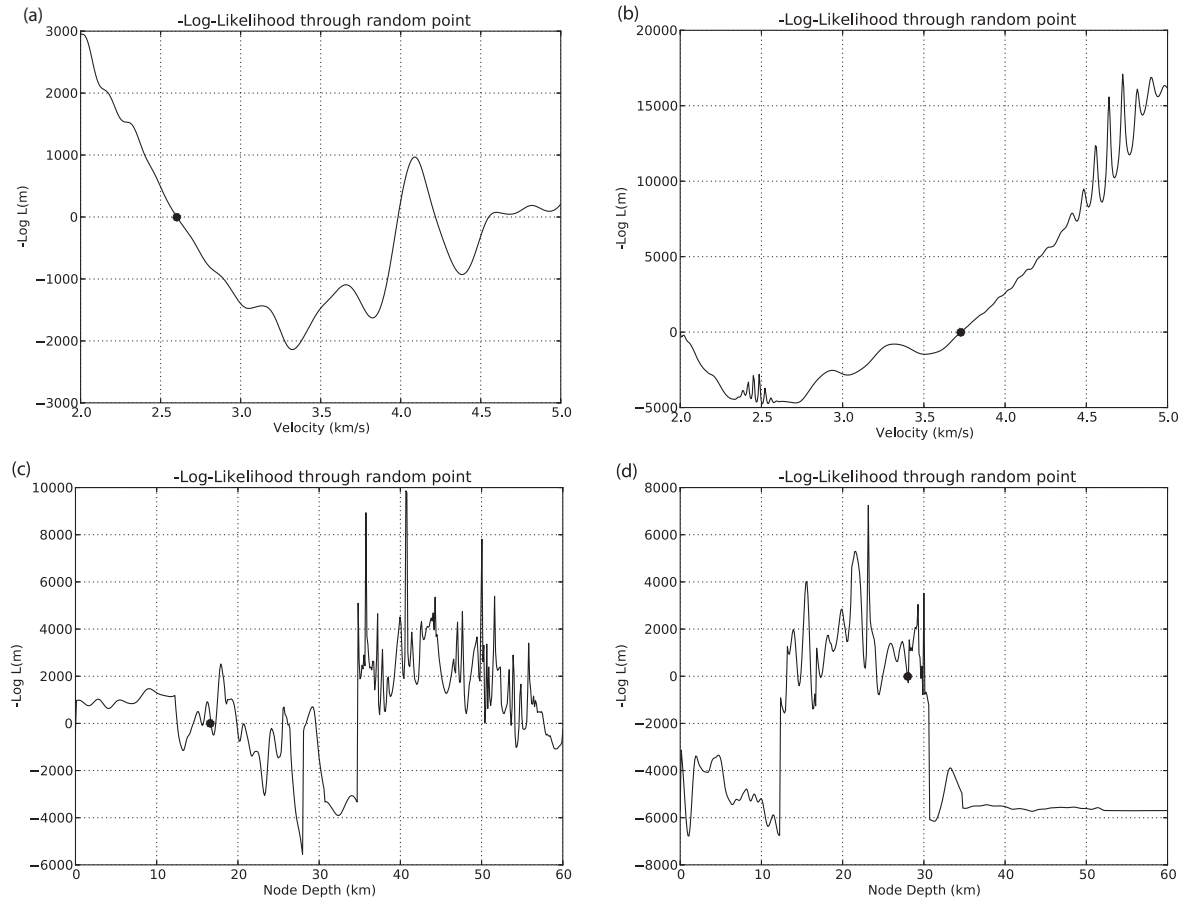 (a)
-Log-Likelihood through random point
3000
2000
1000
0
−1000
−2000
−3000
-Log L(m)
2.0 2.5 3.0 3.5 4.0 4.5 5.0
Velocity (km/s)
(b)
-Log-Likelihood through random point
20000
15000
10000
5000
0
−5000
-Log L(m)
2.0 2.5 3.0 3.5 4.0 4.5 5.0
Velocity (km/s)
(c)
-Log-Likelihood through random point
10000
8000
6000
4000
2000
0
−2000
−4000
−6000
-Log L(m)
0 10 20 30 40 50 60
Node Depth (km)
(d)
-Log-Likelihood through random point
8000
6000
4000
2000
0
−2000
−4000
−6000
−8000
-Log L(m)
0 10 20 30 40 50 60
Node Depth (km)